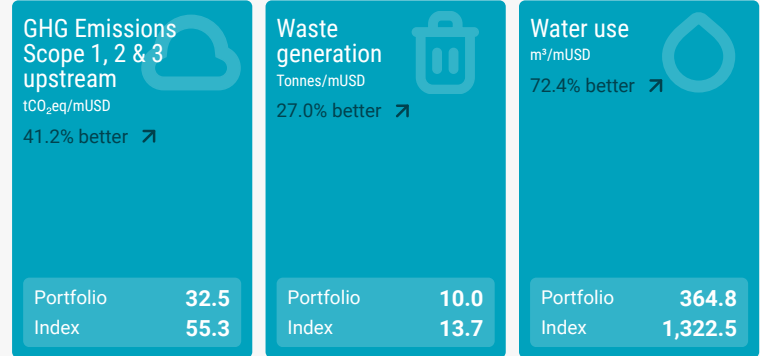 GHG Emissions
Scope 1, 2 & 3
upstream
tCO₂eq/mUSD
41.2% better
Portfolio 32.5
Index 55.3
Waste
generation
Tonnes/mUSD
27.0% better
Portfolio 10.0
Index 13.7
Water use
m³/mUSD
72.4% better
Portfolio 364.8
Index 1,322.5